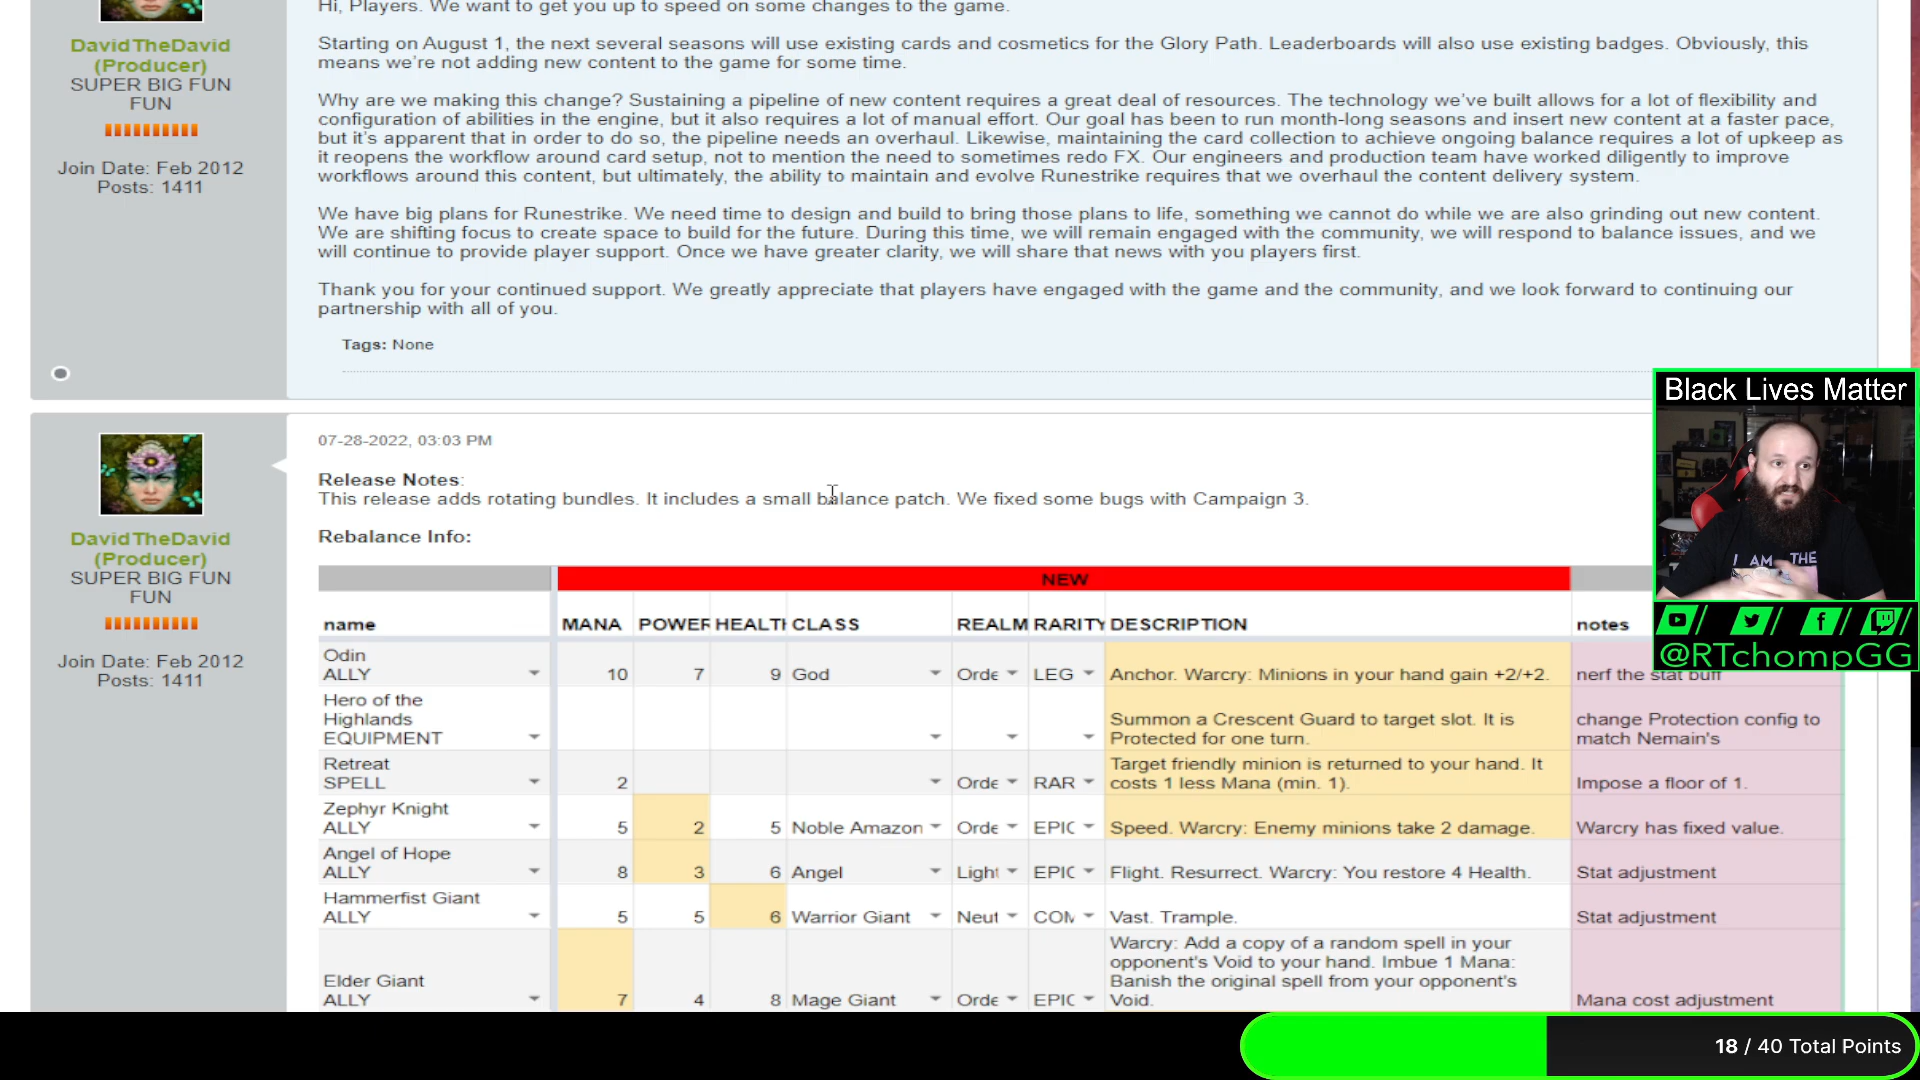 Hi, Players. We want to get you up to speed on some changes to the game.
DavidTheDavid
(Producer)
SUPER BIG FUN
FUN
Join Date: Feb 2012
Posts: 1411
Starting on August 1, the next several seasons will use existing cards and cosmetics for the Glory Path. Leaderboards will also use existing badges. Obviously, this
means we're not adding new content to the game for some time.
Why are we making this change? Sustaining a pipeline of new content requires a great deal of resources. The technology we've built allows for a lot of flexibility and
configuration of abilities in the engine, but it also requires a lot of manual effort. Our goal has been to run month-long seasons and insert new content at a faster pace,
but it's apparent that in order to do so, the pipeline needs an overhaul. Likewise, maintaining the card collection to achieve ongoing balance requires a lot of upkeep as
it reopens the workflow around card setup, not to mention the need to sometimes redo FX. Our engineers and production team have worked diligently to improve
workflows around this content, but ultimately, the ability to maintain and evolve Runestrike requires that we overhaul the content delivery system.
We have big plans for Runestrike. We need time to design and build to bring those plans to life, something we cannot do while we are also grinding out new content.
We are shifting focus to create space to build for the future. During this time, we will remain engaged with the community, we will respond to balance issues, and we
will continue to provide player support. Once we have greater clarity, we will share that news with you players first.
Thank you for your continued support. We greatly appreciate that players have engaged with the game and the community, and we look forward to continuing our
partnership with all of you.
Tags: None
Black Lives Matter
I AM THE
@RTchompGG
DavidTheDavid
(Producer)
SUPER BIG FUN
FUN
Join Date: Feb 2012
Posts: 1411
07-28-2022, 03:03 PM
Release Notes:
This release adds rotating bundles. It includes a small balance patch. We fixed some bugs with Campaign 3.
Rebalance Info:
NEW
name MANA POWER HEALTH CLASS REALM RARITY DESCRIPTION notes
Odin
ALLY 10 7 9 God Orde LEG Anchor. Warcry: Minions in your hand gain +2/+2. nerf the stat buff
Hero of the
Highlands Summon a Crescent Guard to target slot. It is change Protection config to
EQUIPMENT Protected for one turn. match Nemain's
Retreat Target friendly minion is returned to your hand. It
SPELL 2 Orde RAR costs 1 less Mana (min. 1). Impose a floor of 1.
Zephyr Knight
ALLY 5 2 5 Noble Amazon Orde EPIC Speed. Warcry: Enemy minions take 2 damage. Warcry has fixed value.
Angel of Hope
ALLY 8 3 6 Angel Light EPIC Flight. Resurrect. Warcry: You restore 4 Health. Stat adjustment
Hammerfist Giant
ALLY 5 5 6 Warrior Giant Neut COM Vast. Trample. Stat adjustment
Warcry: Add a copy of a random spell in your
opponent's Void to your hand. Imbue 1 Mana:
Elder Giant Banish the original spell from your opponent's
ALLY 7 4 8 Mage Giant Orde EPIC Void. Mana cost adjustment
18 / 40 Total Points